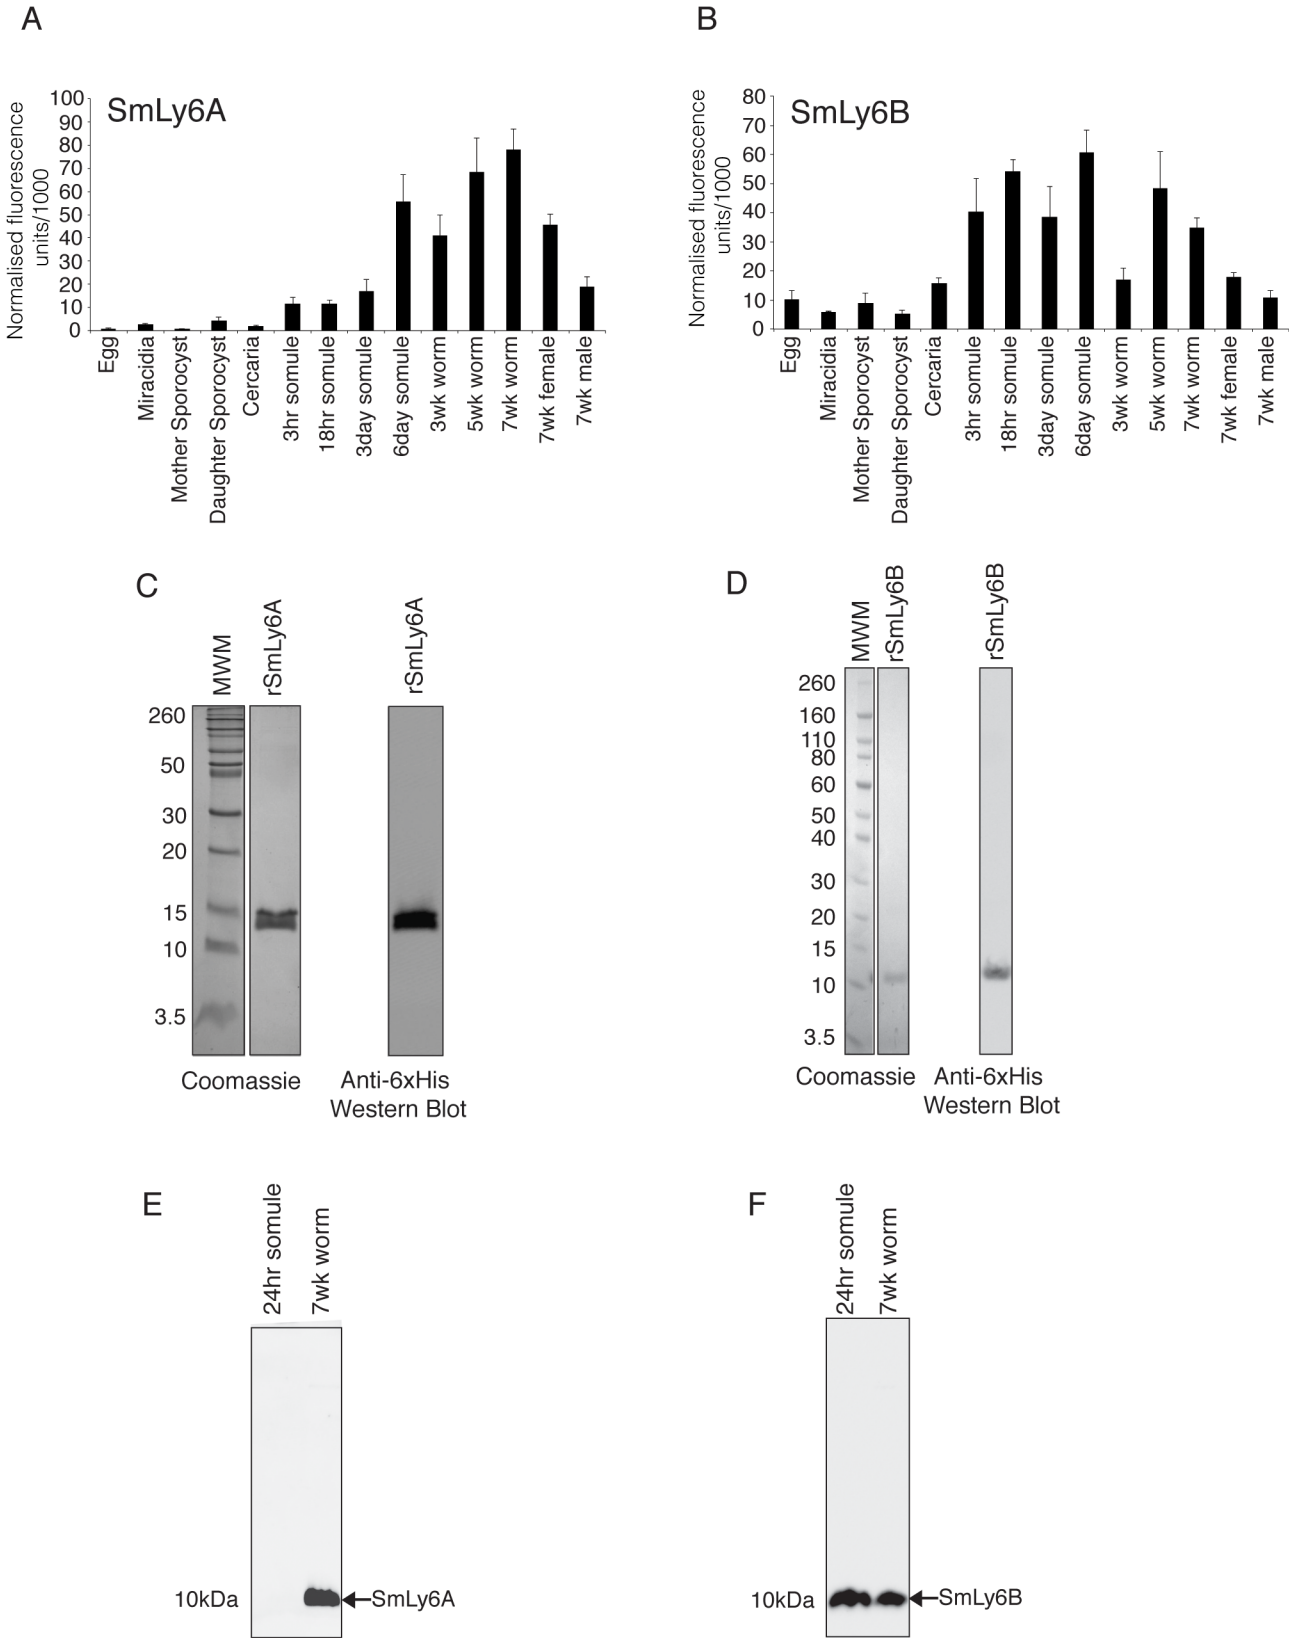 A
SmLy6A
Normalised fluorescence
units/1000
100
90
80
70
60
50
40
30
20
10
0
Egg
Miracidia
Mother Sporocyst
Daughter Sporocyst
Cercaria
3hr somule
18hr somule
3day somule
6day somule
3wk worm
5wk worm
7wk worm
7wk female
7wk male
B
SmLy6B
Normalised fluorescence
units/1000
80
70
60
50
40
30
20
10
0
Egg
Miracidia
Mother Sporocyst
Daughter Sporocyst
Cercaria
3hr somule
18hr somule
3day somule
6day somule
3wk worm
5wk worm
7wk worm
7wk female
7wk male
C
MWM
rSmLy6A
rSmLy6A
260
50
30
20
15
10
3.5
Coomassie
Anti-6xHis
Western Blot
D
MWM
rSmLy6B
rSmLy6B
260
160
110
80
60
50
40
30
20
15
10
3.5
Coomassie
Anti-6xHis
Western Blot
E
24hr somule
7wk worm
10kDa
SmLy6A
F
24hr somule
7wk worm
10kDa
SmLy6B